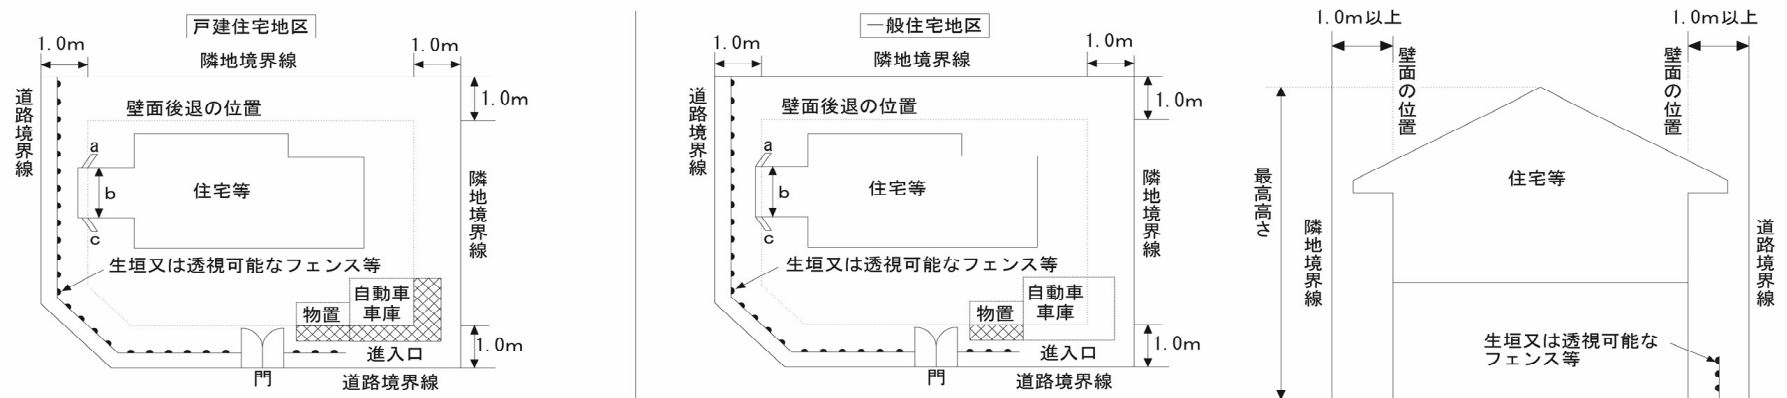 戸建住宅地区
1.0m
1.0m
隣地境界線
1.0m
道路境界線
壁面後退の位置
a
b
住宅等
c
隣地境界線
生垣又は透視可能なフェンス等
自動車
車庫
物置
1.0m
進入口
門
道路境界線
一般住宅地区
1.0m
1.0m
隣地境界線
1.0m
道路境界線
壁面後退の位置
a
b
住宅等
c
隣地境界線
生垣又は透視可能なフェンス等
自動車
車庫
物置
1.0m
進入口
門
道路境界線
1.0m以上
1.0m以上
壁面の位置
壁面の位置
最高高さ
住宅等
隣地境界線
道路境界線
生垣又は透視可能な
フェンス等